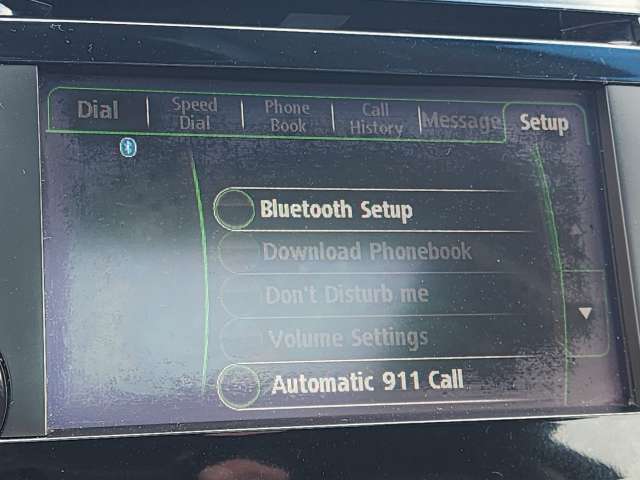 Dial
Speed
Dial
Phone
Book
Call
History
Message
Setup
Bluetooth Setup
Download Phonebook
Don't Disturb me
Volume Settings
Automatic 911 Call